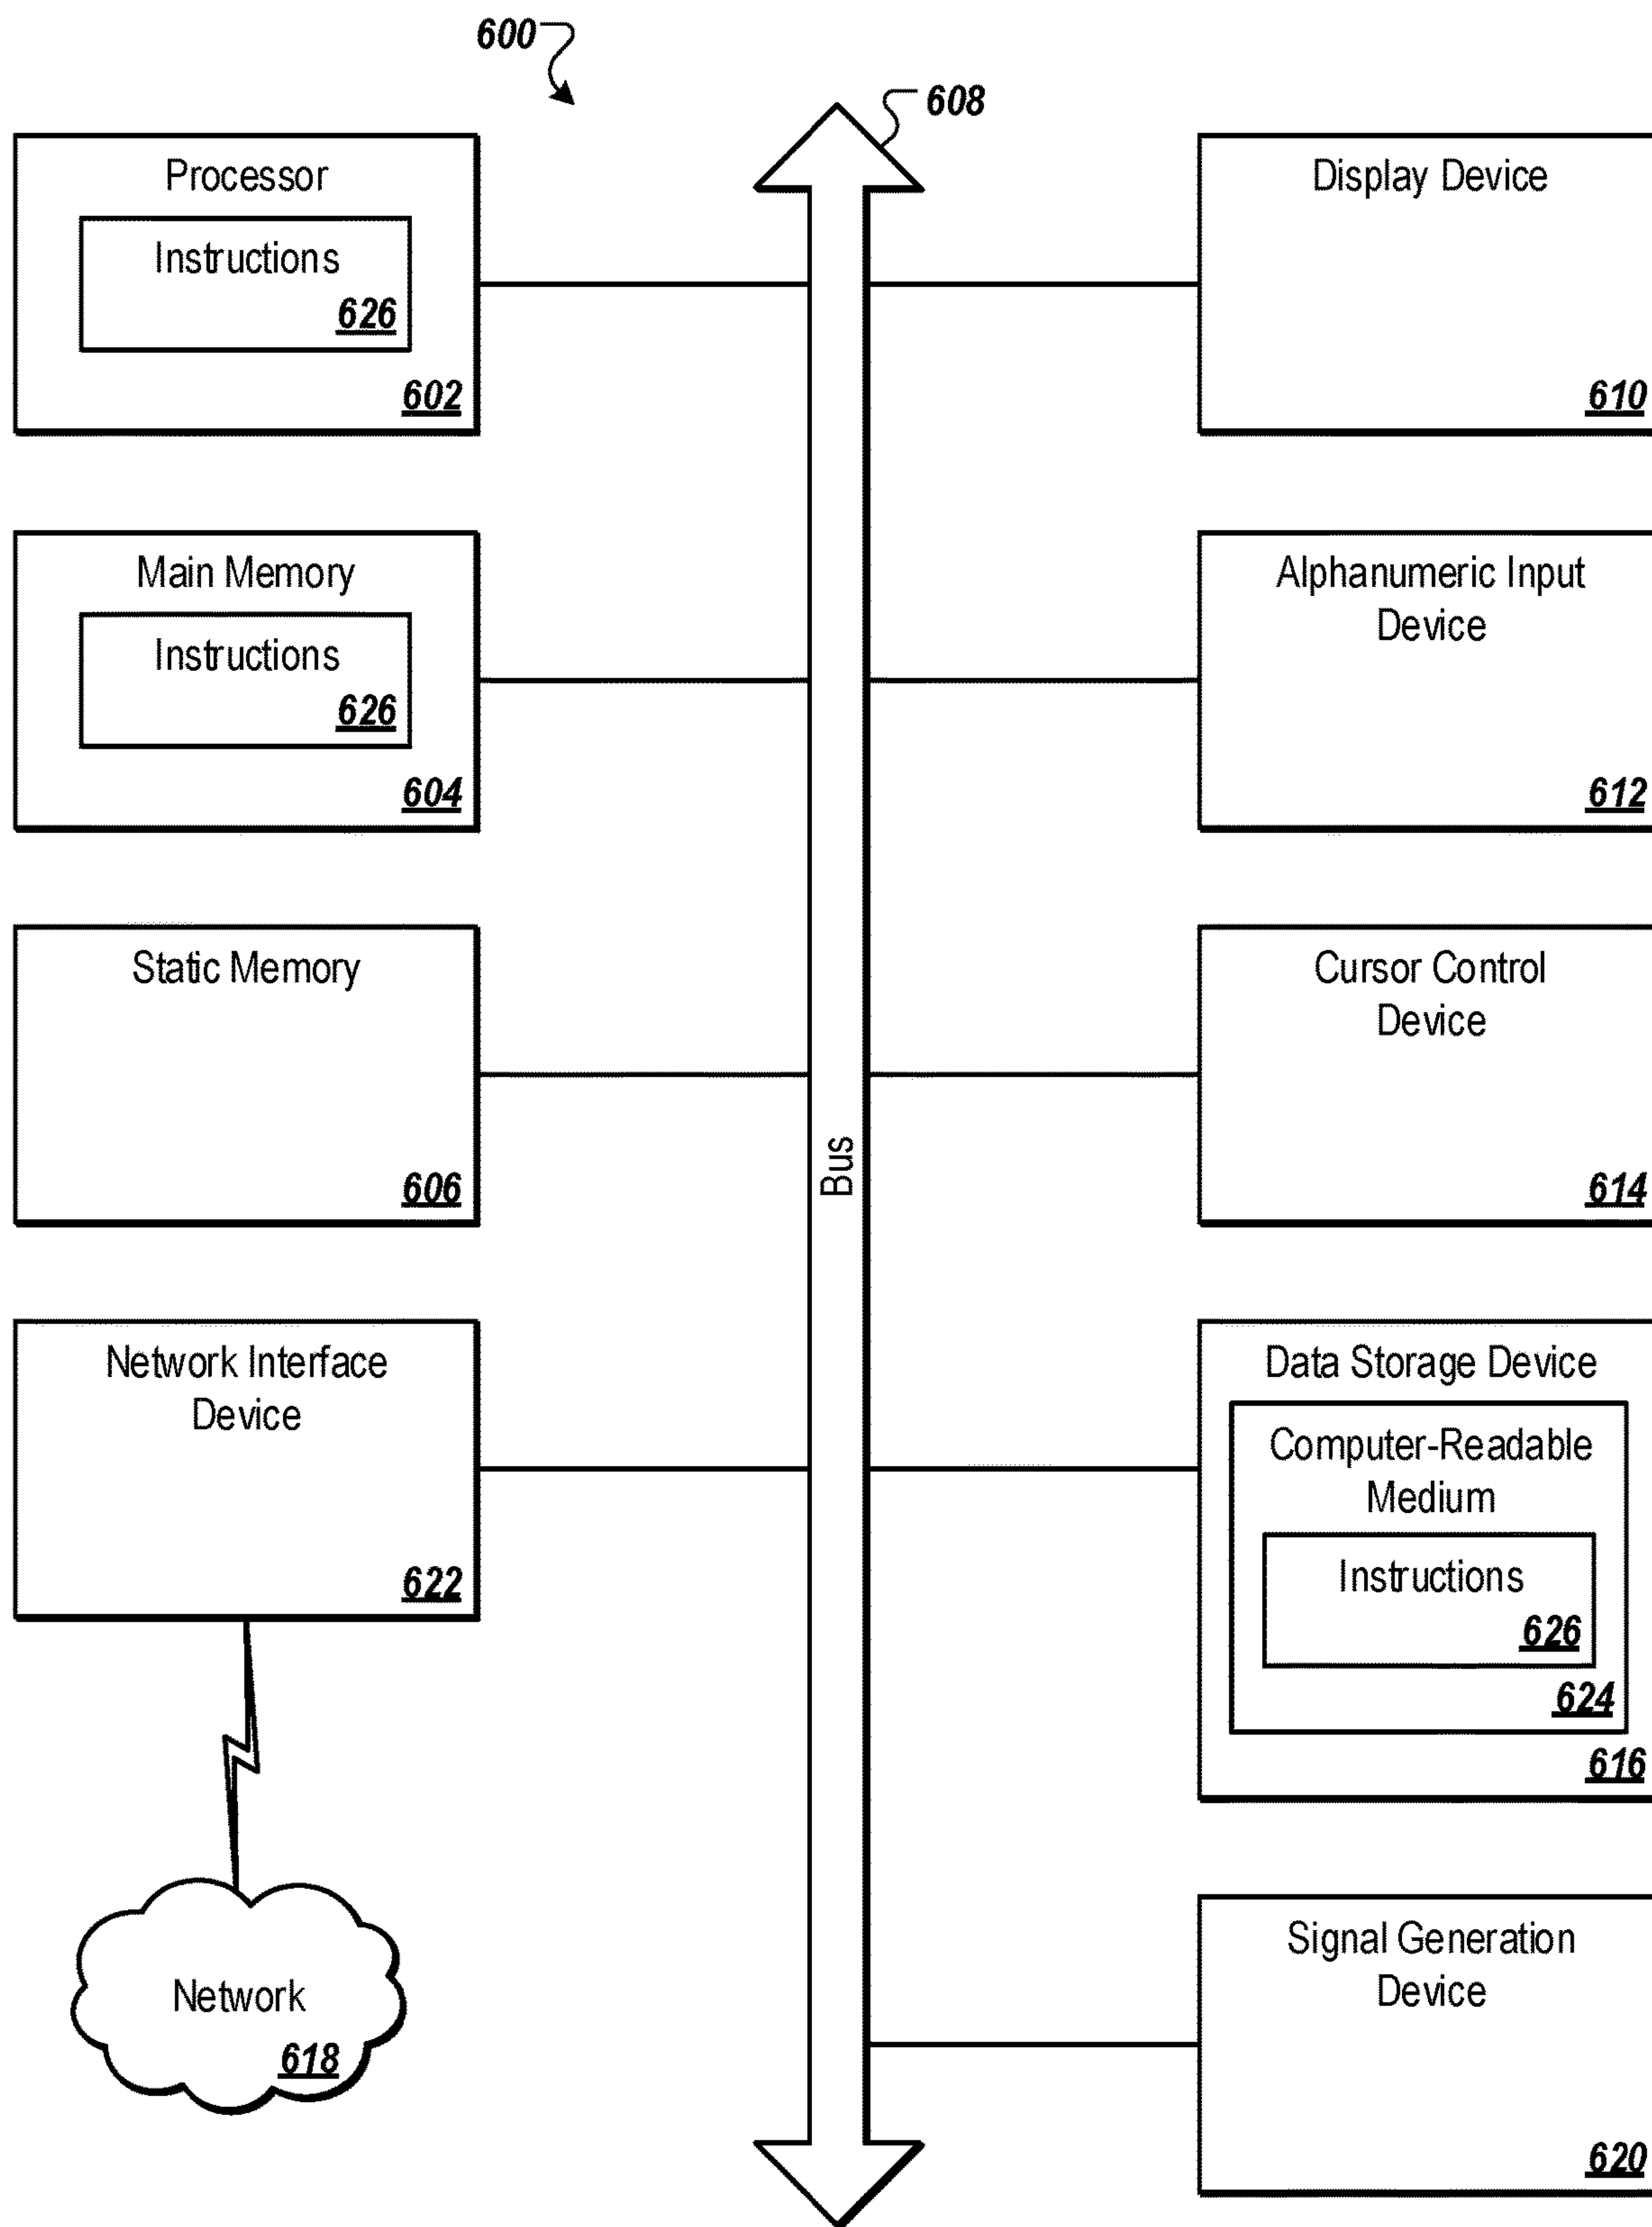 600
608
Processor
Instructions
626
602
Display Device
610
Main Memory
Instructions
626
604
Alphanumeric Input
Device
612
Static Memory
606
Cursor Control
Device
614
Bus
Network Interface
Device
622
Data Storage Device
Computer-Readable
Medium
Instructions
626
624
616
Network
618
Signal Generation
Device
620